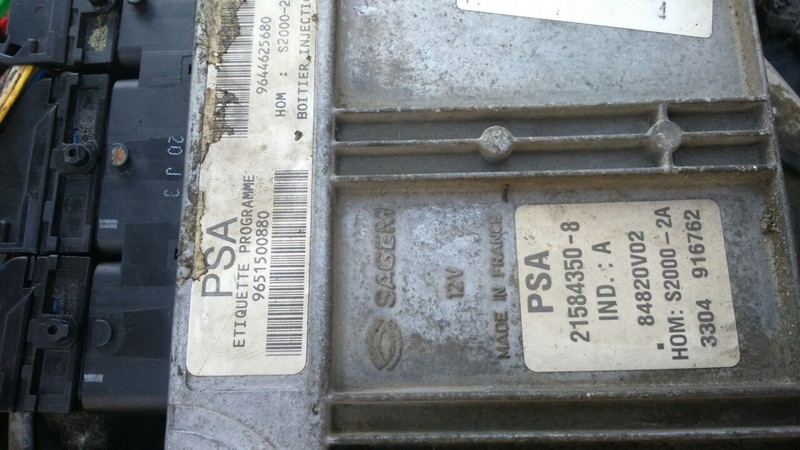 9644625680
HOM : S2000-2
BOITIER INJECTION
PSA
ETIQUETTE PROGRAMME
9651500880
20 J 3
SAGEM
12V
MADE IN FRANCE
PSA
21584350-8
IND.: A
84820V02
HOM: S2000-2A
3304 916762